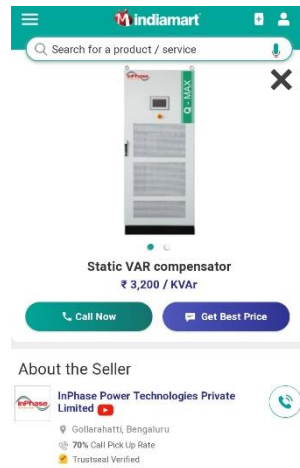 indiamart
Search for a product / service
InPhase
Q - MAX
Static VAR compensator
₹ 3,200 / KVAr
Call Now
Get Best Price
About the Seller
InPhase
InPhase Power Technologies Private
Limited
Gollarahatti, Bengaluru
70% Call Pick Up Rate
Trustseal Verified